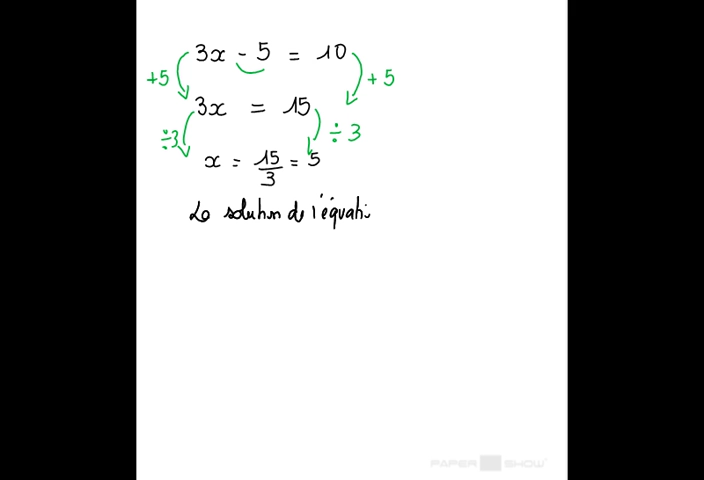 3x - 5 = 10
+5 +5
3x = 15
÷3 ÷3
x = 15/3 = 5
La solution de l'équati
PAPER SHOW